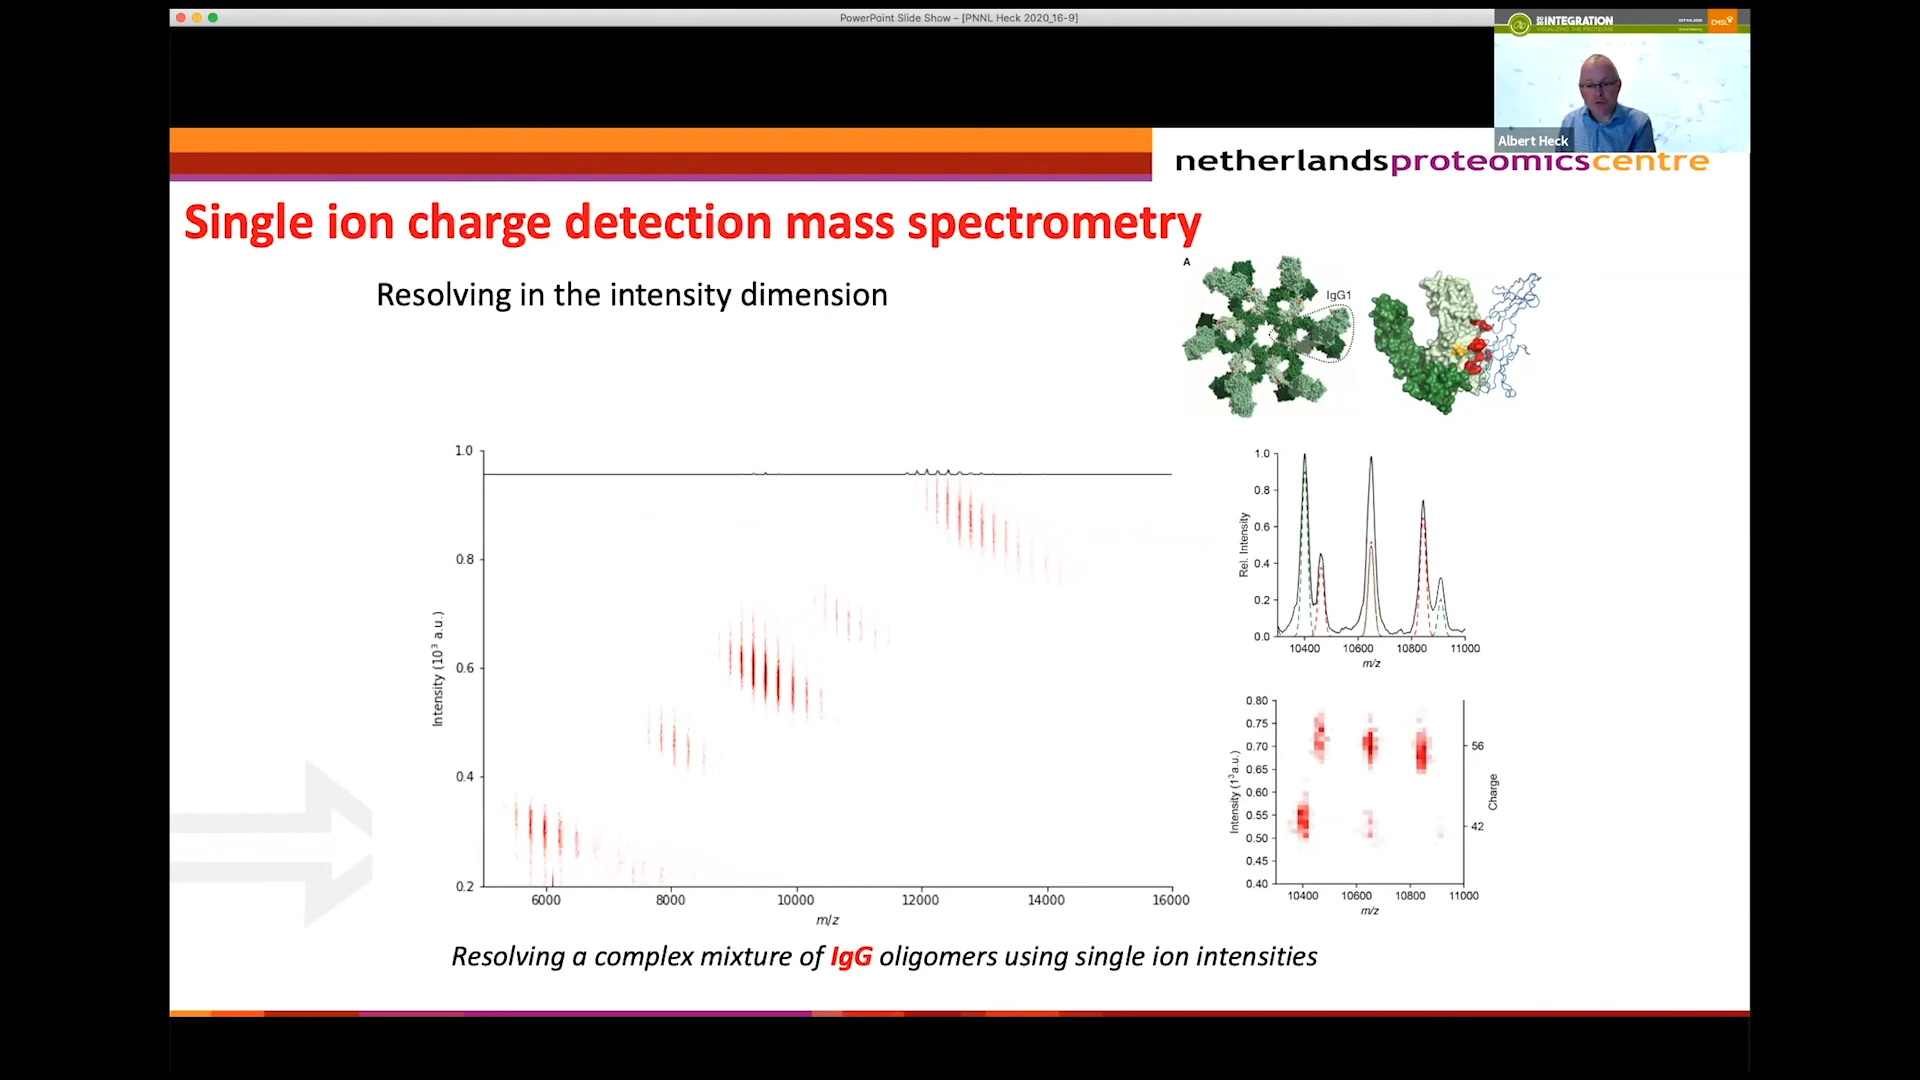 PowerPoint Slide Show – [PNNL Heck 2020_16-9]
INTEGRATION
VISUALIZING THE PROTEOME
EMSL
Albert Heck
netherlandsproteomicscentre
Single ion charge detection mass spectrometry
Resolving in the intensity dimension
A
IgG1
1.0
0.8
0.6
0.4
0.2
Intensity (10³ a.u.)
6000 8000 10000 12000 14000 16000
m/z
1.0
0.8
0.6
0.4
0.2
0.0
Rel. Intensity
10400 10600 10800 11000
m/z
0.80
0.75
0.70
0.65
0.60
0.55
0.50
0.45
0.40
Intensity (1³a.u.)
56
42
Charge
10400 10600 10800 11000
m/z
Resolving a complex mixture of IgG oligomers using single ion intensities